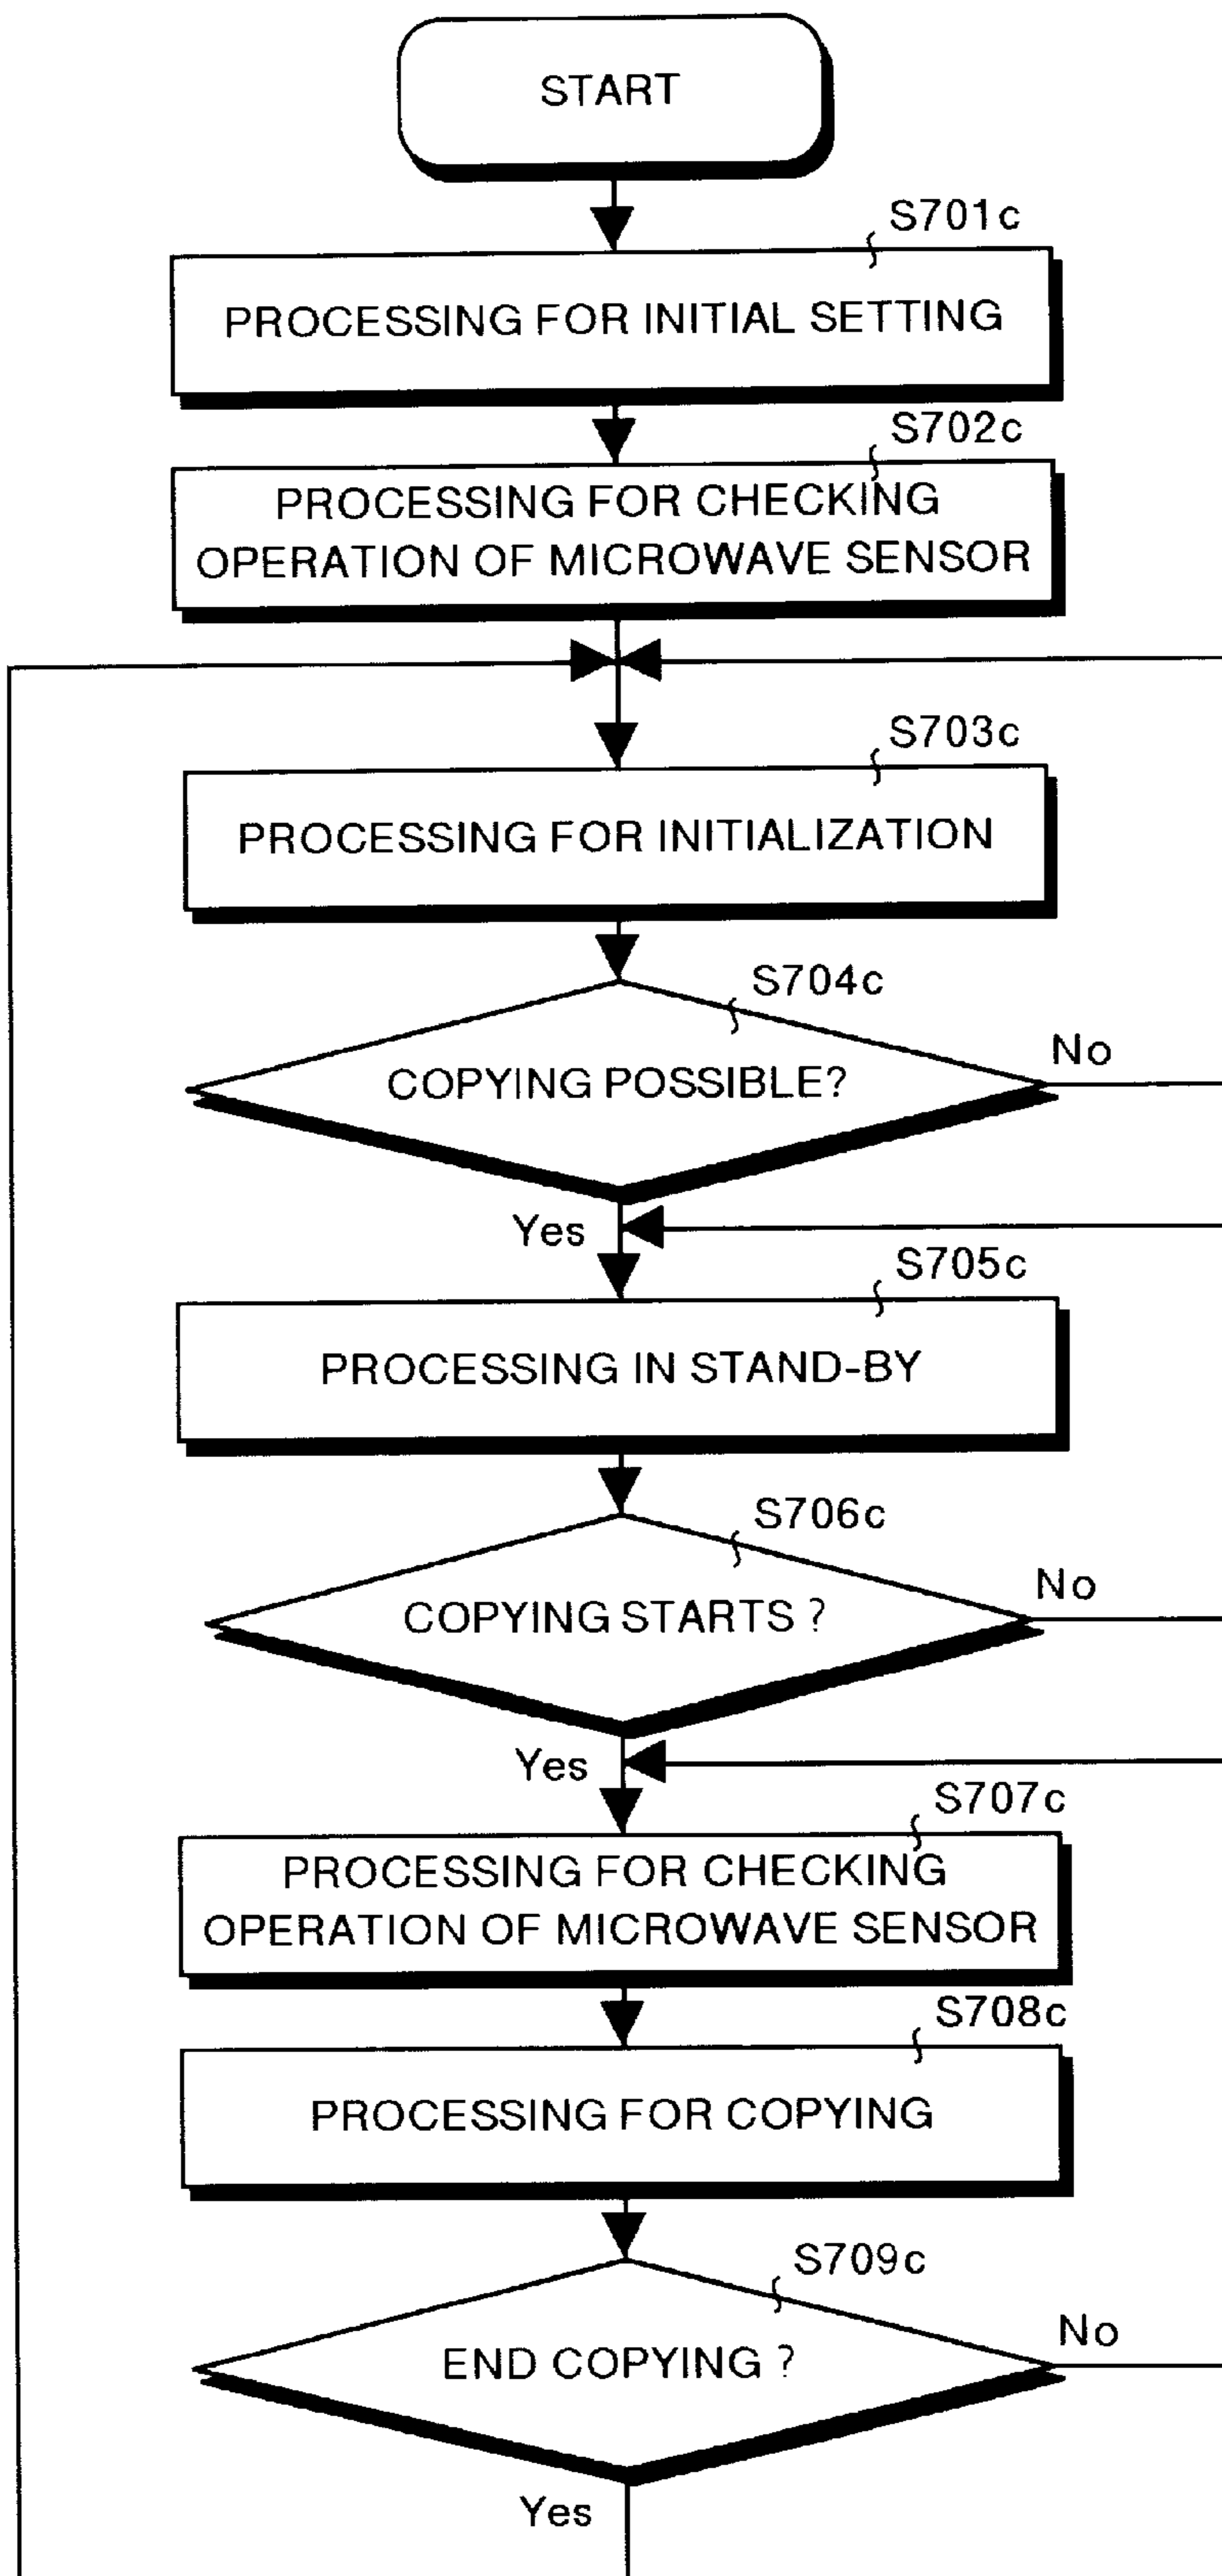 START
S701c
PROCESSING FOR INITIAL SETTING
S702c
PROCESSING FOR CHECKING
OPERATION OF MICROWAVE SENSOR
S703c
PROCESSING FOR INITIALIZATION
S704c
COPYING POSSIBLE?
No
Yes
S705c
PROCESSING IN STAND-BY
S706c
COPYING STARTS ?
No
Yes
S707c
PROCESSING FOR CHECKING
OPERATION OF MICROWAVE SENSOR
S708c
PROCESSING FOR COPYING
S709c
END COPYING ?
No
Yes